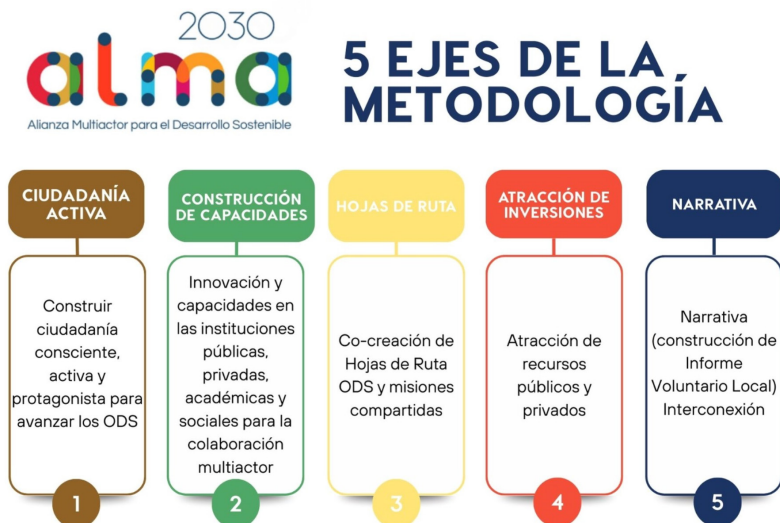 2030
alma
Alianza Multiactor para el Desarrollo Sostenible
5 EJES DE LA
METODOLOGÍA
CIUDADANÍA
ACTIVA
Construir
ciudadanía
consciente,
activa y
protagonista para
avanzar los ODS
1
CONSTRUCCIÓN
DE CAPACIDADES
Innovación y
capacidades en
las instituciones
públicas,
privadas,
académicas y
sociales para la
colaboración
multiactor
2
HOJAS DE RUTA
Co-creación de
Hojas de Ruta
ODS y misiones
compartidas
3
ATRACCIÓN DE
INVERSIONES
Atracción de
recursos
públicos y
privados
4
NARRATIVA
Narrativa
(construcción de
Informe
Voluntario Local)
Interconexión
5